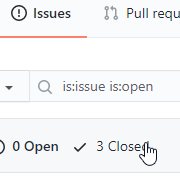 Issues Pull requ
is:issue is:open
0 Open 3 Closed